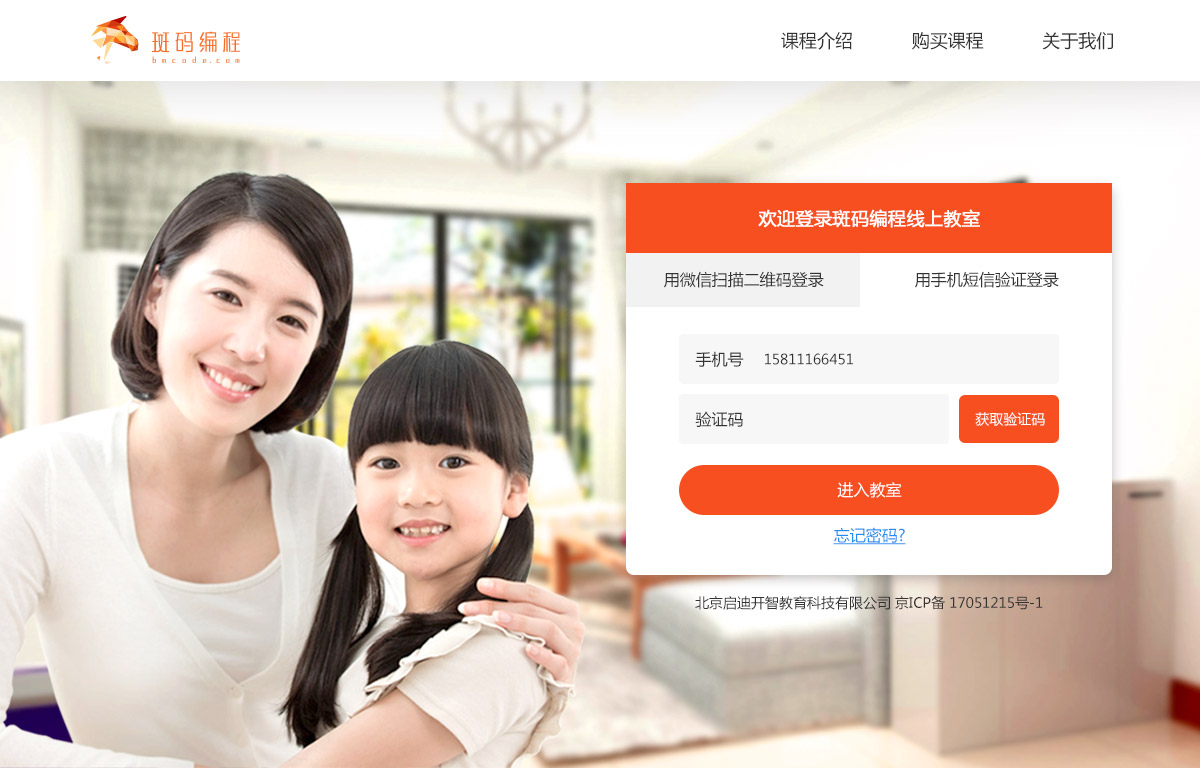 斑码编程
bmcode.com
课程介绍 购买课程 关于我们
欢迎登录斑码编程线上教室
用微信扫描二维码登录 用手机短信验证登录
手机号 15811166451
验证码 获取验证码
进入教室
忘记密码?
北京启迪开智教育科技有限公司 京ICP备 17051215号-1